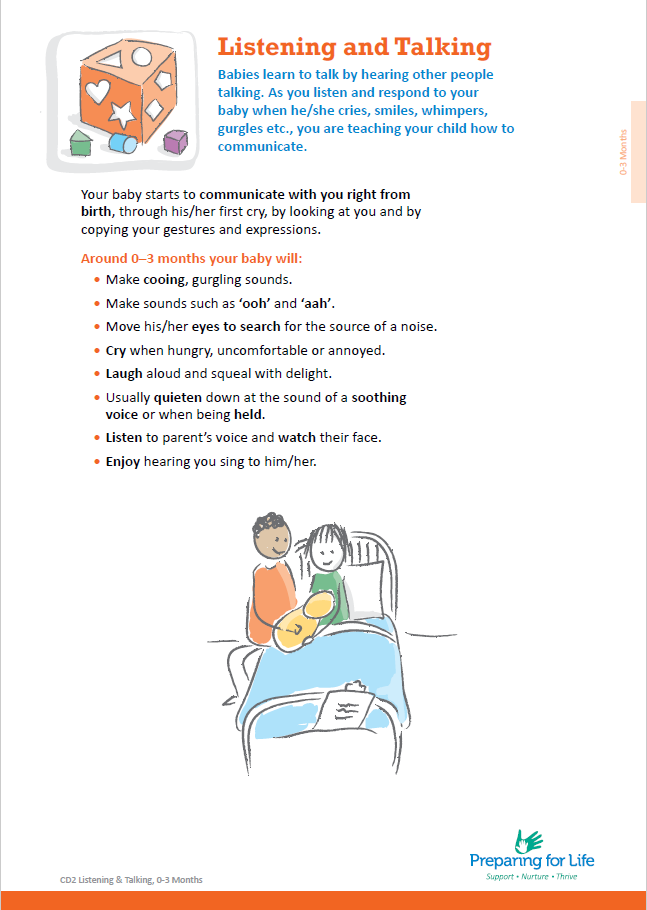 Listening and Talking
Babies learn to talk by hearing other people
talking. As you listen and respond to your
baby when he/she cries, smiles, whimpers,
gurgles etc., you are teaching your child how to
communicate.
0-3 Months
Your baby starts to communicate with you right from
birth, through his/her first cry, by looking at you and by
copying your gestures and expressions.
Around 0–3 months your baby will:
• Make cooing, gurgling sounds.
• Make sounds such as ‘ooh’ and ‘aah’.
• Move his/her eyes to search for the source of a noise.
• Cry when hungry, uncomfortable or annoyed.
• Laugh aloud and squeal with delight.
• Usually quieten down at the sound of a soothing
voice or when being held.
• Listen to parent’s voice and watch their face.
• Enjoy hearing you sing to him/her.
Preparing for Life
Support • Nurture • Thrive
CD2 Listening & Talking, 0-3 Months